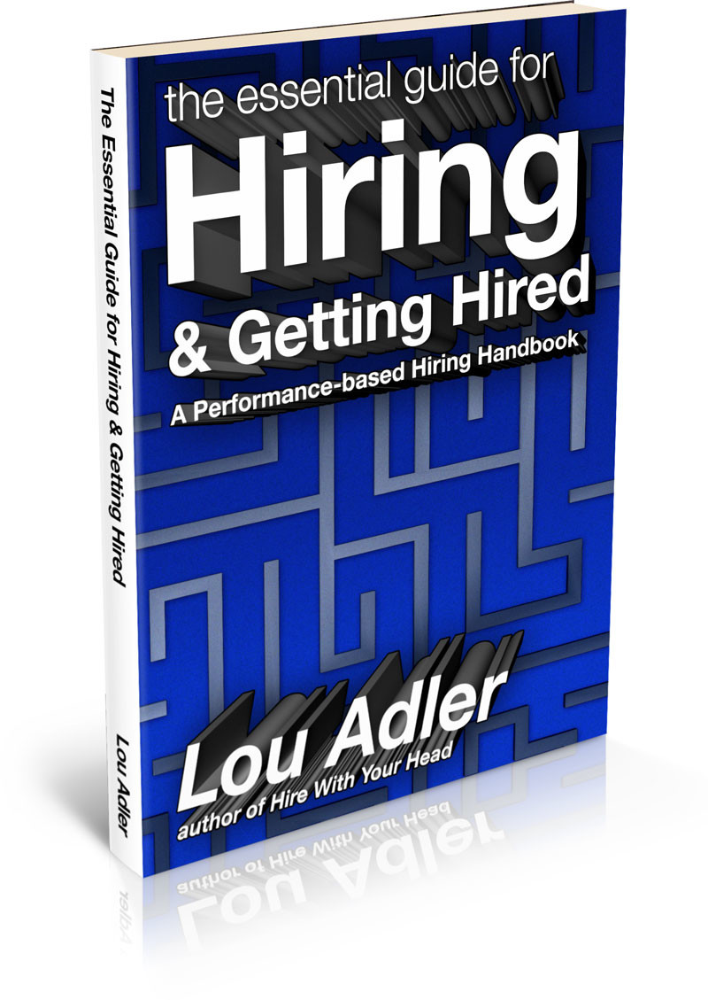 The Essential Guide for Hiring & Getting Hired
Lou Adler
the essential guide for
Hiring
& Getting Hired
A Performance-based Hiring Handbook
Lou Adler
author of Hire With Your Head